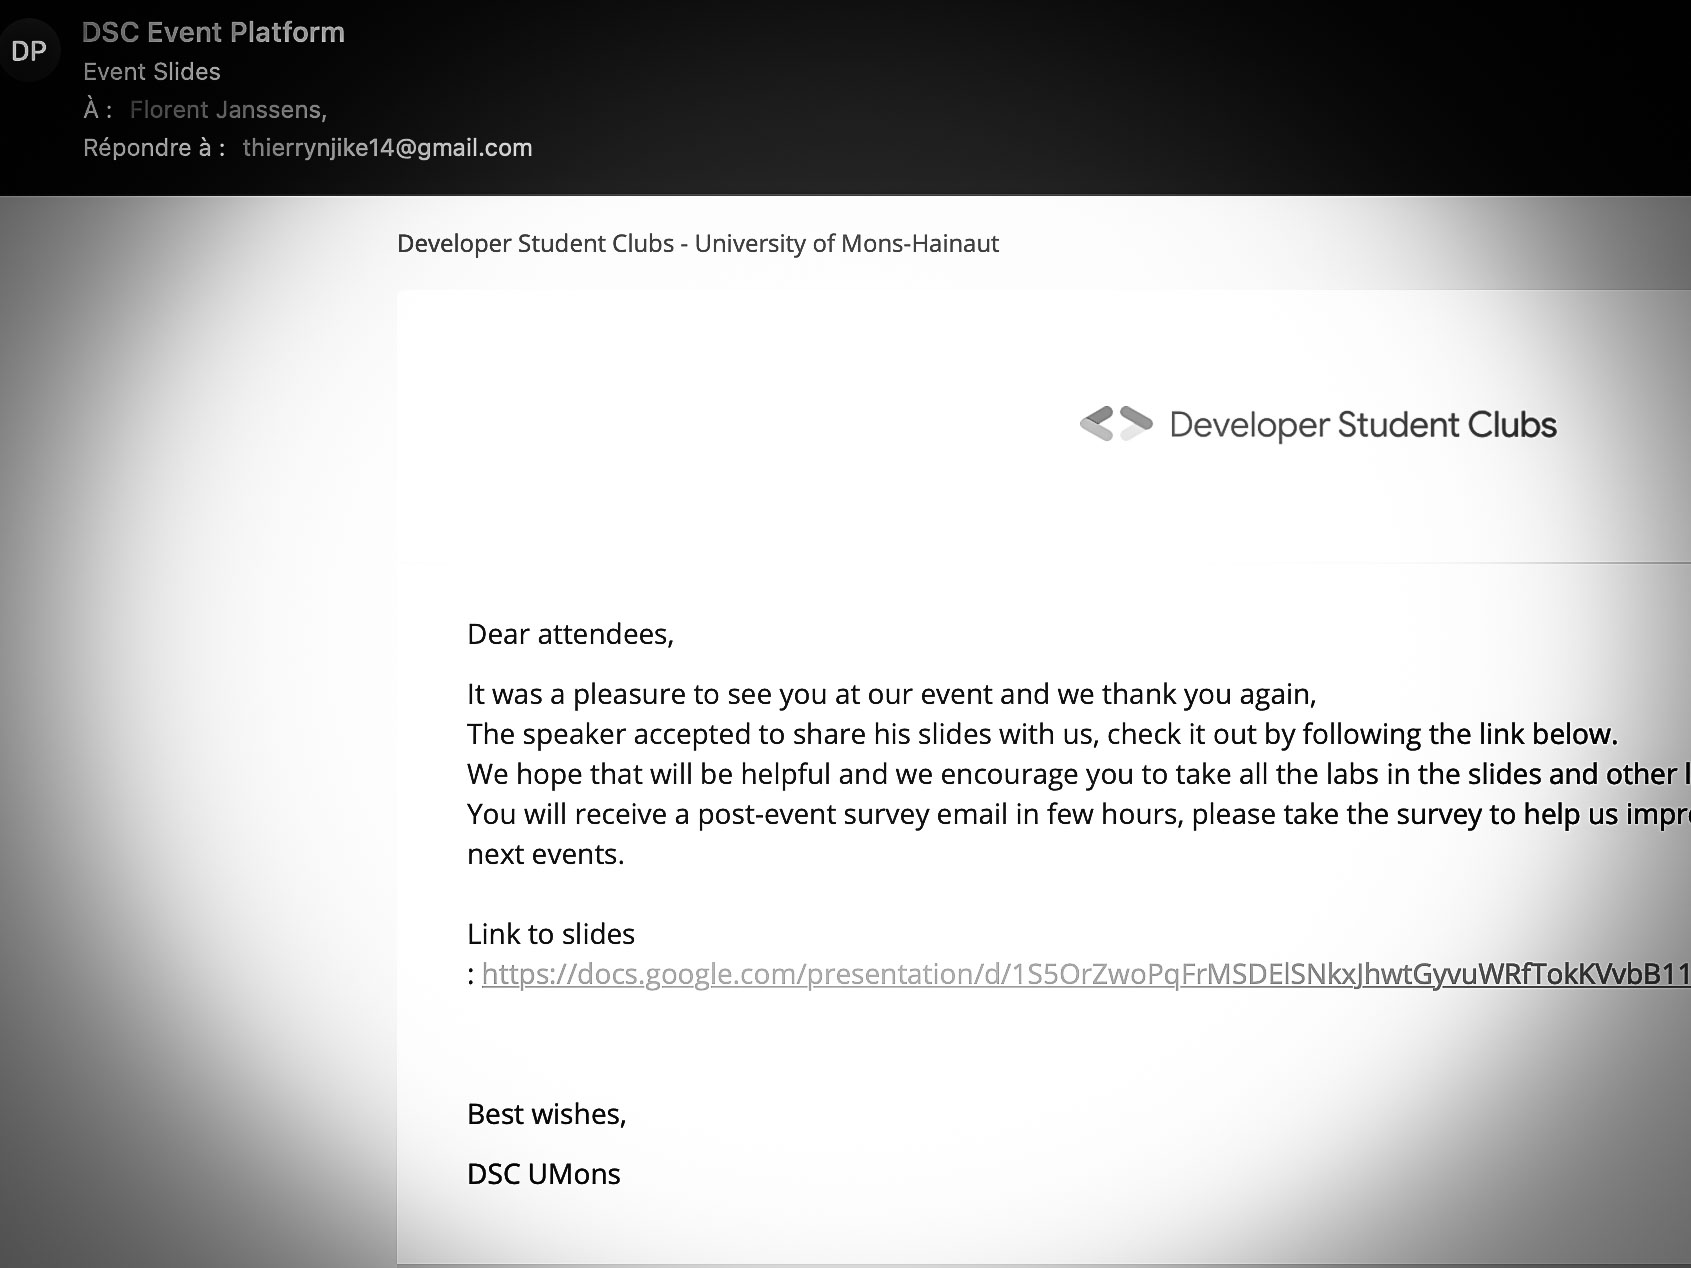 DP
DSC Event Platform
Event Slides
À : Florent Janssens,
Répondre à : thierrynjike14@gmail.com
Developer Student Clubs - University of Mons-Hainaut
Developer Student Clubs
Dear attendees,
It was a pleasure to see you at our event and we thank you again,
The speaker accepted to share his slides with us, check it out by following the link below.
We hope that will be helpful and we encourage you to take all the labs in the slides and other
You will receive a post-event survey email in few hours, please take the survey to help us
next events.
Link to slides
: https://docs.google.com/presentation/d/1S5OrZwoPqFrMSDElSNkxJhwtGyvuWRfTokKVvbB11
Best wishes,
DSC UMons